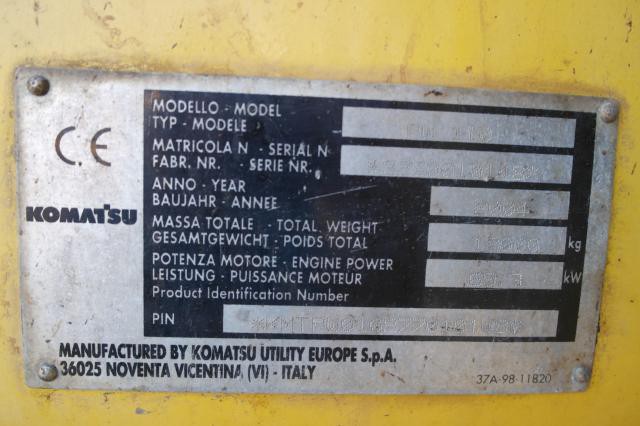 CE
KOMATSU
MODELLO - MODEL
TYP - MODELE
MATRICOLA N - SERIAL N
FABR. NR. - SERIE NR.
ANNO - YEAR
BAUJAHR - ANNEE
MASSA TOTALE - TOTAL WEIGHT
GESAMTGEWICHT - POIDS TOTAL
kg
POTENZA MOTORE - ENGINE POWER
LEISTUNG - PUISSANCE MOTEUR
kW
Product Identification Number
PIN
MANUFACTURED BY KOMATSU UTILITY EUROPE S.p.A.
36025 NOVENTA VICENTINA (VI) - ITALY
37A-98-11820